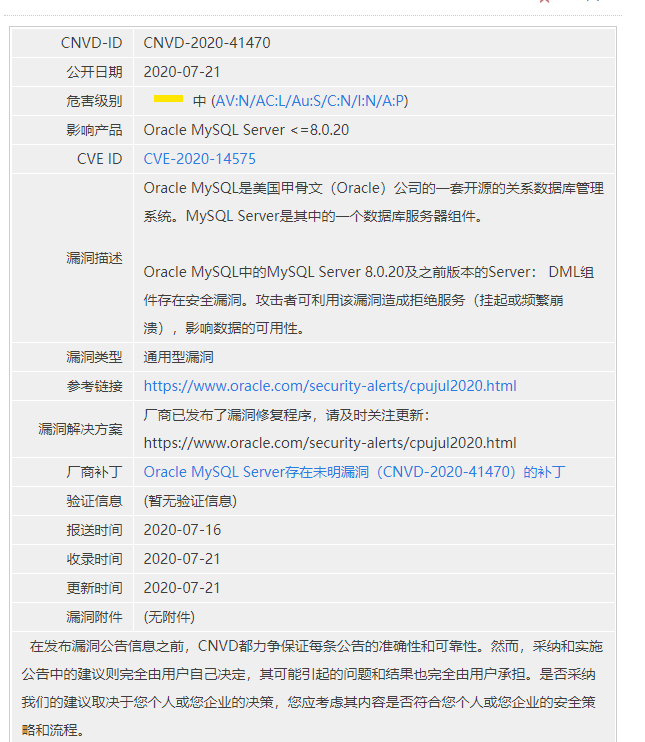 CNVD-ID CNVD-2020-41470
公开日期 2020-07-21
危害级别 中 (AV:N/AC:L/Au:S/C:N/I:N/A:P)
影响产品 Oracle MySQL Server <=8.0.20
CVE ID CVE-2020-14575
漏洞描述
Oracle MySQL是美国甲骨文（Oracle）公司的一套开源的关系数据库管理
系统。MySQL Server是其中的一个数据库服务器组件。
Oracle MySQL中的MySQL Server 8.0.20及之前版本的Server： DML组
件存在安全漏洞。攻击者可利用该漏洞造成拒绝服务（挂起或频繁崩
溃），影响数据的可用性。
漏洞类型 通用型漏洞
参考链接 https://www.oracle.com/security-alerts/cpujul2020.html
漏洞解决方案
厂商已发布了漏洞修复程序，请及时关注更新：
https://www.oracle.com/security-alerts/cpujul2020.html
厂商补丁 Oracle MySQL Server存在未明漏洞（CNVD-2020-41470）的补丁
验证信息 (暂无验证信息)
报送时间 2020-07-16
收录时间 2020-07-21
更新时间 2020-07-21
漏洞附件 (无附件)
在发布漏洞公告信息之前，CNVD都力争保证每条公告的准确性和可靠性。然而，采纳和实施
公告中的建议则完全由用户自己决定，其可能引起的问题和结果也完全由用户承担。是否采纳
我们的建议取决于您个人或您企业的决策，您应考虑其内容是否符合您个人或您企业的安全策
略和流程。